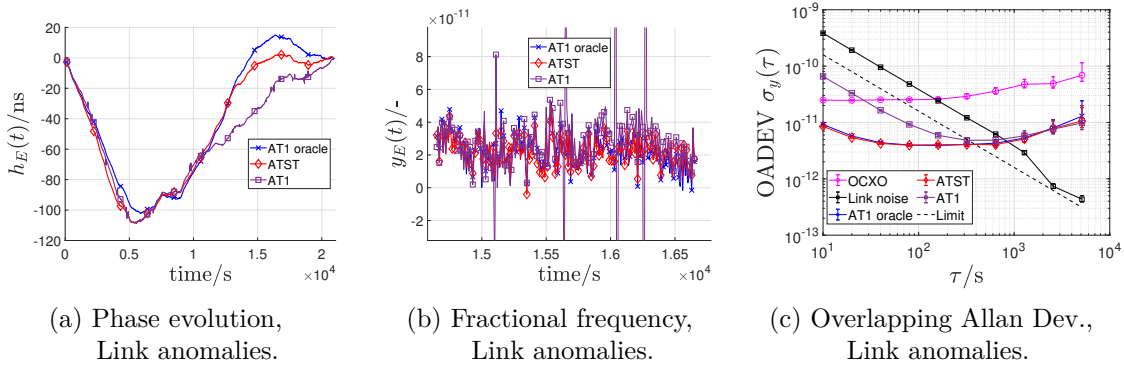 20
0
-20
-40
-60
-80
-100
-120
h_E(t)/ns
AT1 oracle
ATST
AT1
0
0.5
1
1.5
2
×10^4
time/s
(a) Phase evolution,
Link anomalies.
×10^-11
8
6
4
2
0
-2
y_E(t)/-
AT1 oracle
ATST
AT1
1.5
1.55
1.6
1.65
×10^4
time/s
(b) Fractional frequency,
Link anomalies.
10^-9
10^-10
10^-11
10^-12
10^-13
OADEV σ_y(τ)
OCXO
Link noise
AT1 oracle
ATST
AT1
Limit
10^1
10^2
10^3
10^4
τ/s
(c) Overlapping Allan Dev.,
Link anomalies.